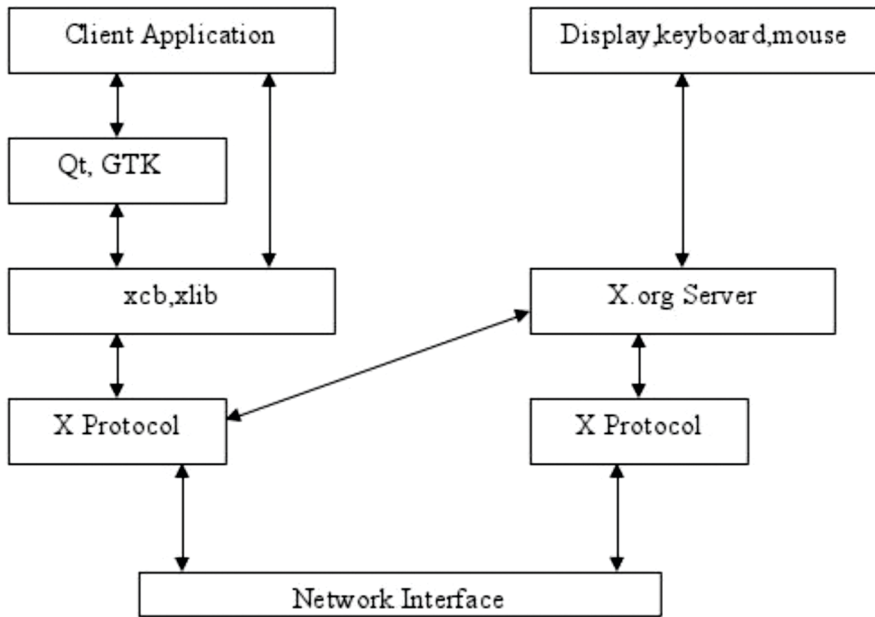 Client Application
Display,keyboard,mouse
Qt, GTK
xcb,xlib
X.org Server
X Protocol
X Protocol
Network Interface